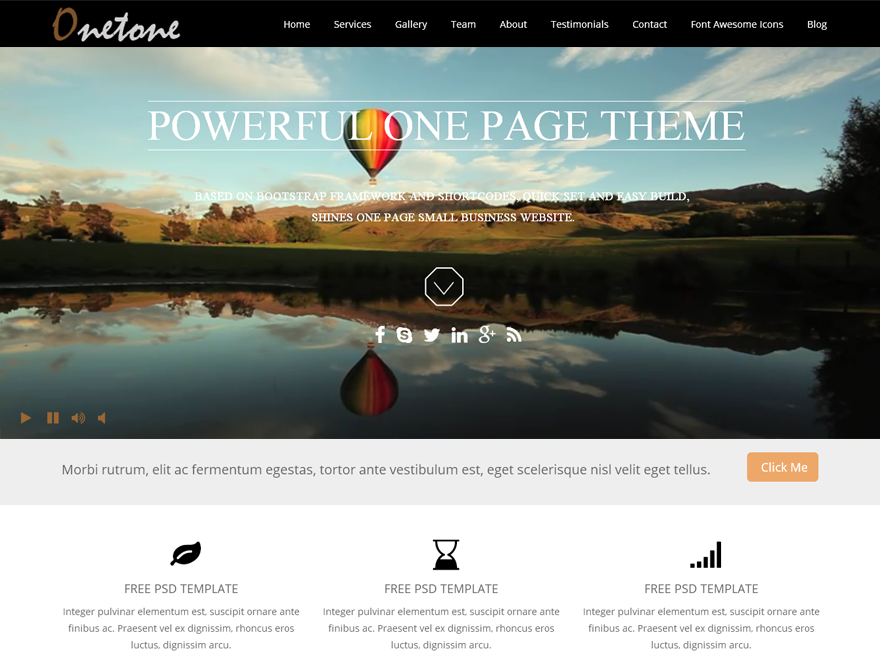 Onetone
Home Services Gallery Team About Testimonials Contact Font Awesome Icons Blog
POWERFUL ONE PAGE THEME
BASED ON BOOTSTRAP FRAMEWORK AND SHORTCODES, QUICK SET AND EASY BUILD,
SHINES ONE PAGE SMALL BUSINESS WEBSITE.
Morbi rutrum, elit ac fermentum egestas, tortor ante vestibulum est, eget scelerisque nisl velit eget tellus.
Click Me
FREE PSD TEMPLATE
Integer pulvinar elementum est, suscipit ornare ante
finibus ac. Praesent vel ex dignissim, rhoncus eros
luctus, dignissim arcu.
FREE PSD TEMPLATE
Integer pulvinar elementum est, suscipit ornare ante
finibus ac. Praesent vel ex dignissim, rhoncus eros
luctus, dignissim arcu.
FREE PSD TEMPLATE
Integer pulvinar elementum est, suscipit ornare ante
finibus ac. Praesent vel ex dignissim, rhoncus eros
luctus, dignissim arcu.